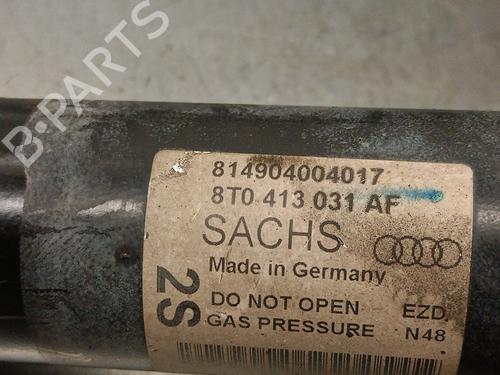 B-PARTS
814904004017
8T0 413 031 AF
SACHS
Made in Germany
2S
DO NOT OPEN EZD.
GAS PRESSURE N48